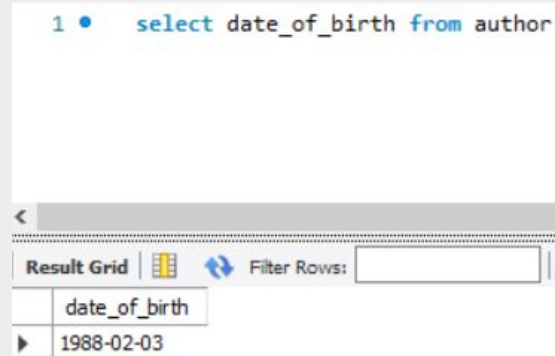 1 select date_of_birth from author
Result Grid Filter Rows:
date_of_birth
1988-02-03